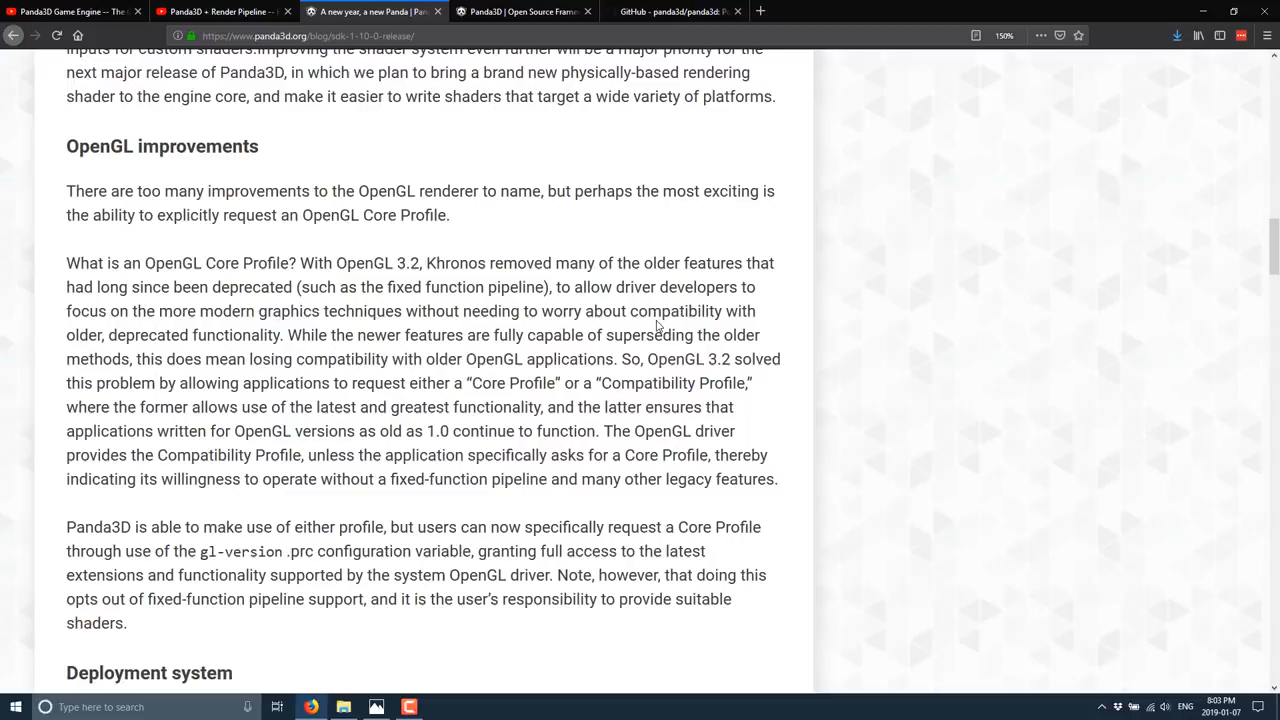 Panda3D Game Engine -- The G
Panda3D + Render Pipeline --
A new year, a new Panda | Pan
Panda3D | Open Source Fram
GitHub - panda3d/panda3d: P
https://www.panda3d.org/blog/sdk-1-10-0-release/
150%
inputs for custom shaders.Improving the shader system even further will be a major priority for the
next major release of Panda3D, in which we plan to bring a brand new physically-based rendering
shader to the engine core, and make it easier to write shaders that target a wide variety of platforms.
OpenGL improvements
There are too many improvements to the OpenGL renderer to name, but perhaps the most exciting is
the ability to explicitly request an OpenGL Core Profile.
What is an OpenGL Core Profile? With OpenGL 3.2, Khronos removed many of the older features that
had long since been deprecated (such as the fixed function pipeline), to allow driver developers to
focus on the more modern graphics techniques without needing to worry about compatibility with
older, deprecated functionality. While the newer features are fully capable of superseding the older
methods, this does mean losing compatibility with older OpenGL applications. So, OpenGL 3.2 solved
this problem by allowing applications to request either a “Core Profile” or a “Compatibility Profile,”
where the former allows use of the latest and greatest functionality, and the latter ensures that
applications written for OpenGL versions as old as 1.0 continue to function. The OpenGL driver
provides the Compatibility Profile, unless the application specifically asks for a Core Profile, thereby
indicating its willingness to operate without a fixed-function pipeline and many other legacy features.
Panda3D is able to make use of either profile, but users can now specifically request a Core Profile
through use of the gl-version .prc configuration variable, granting full access to the latest
extensions and functionality supported by the system OpenGL driver. Note, however, that doing this
opts out of fixed-function pipeline support, and it is the user’s responsibility to provide suitable
shaders.
Deployment system
Type here to search
ENG
8:03 PM
2019-01-07